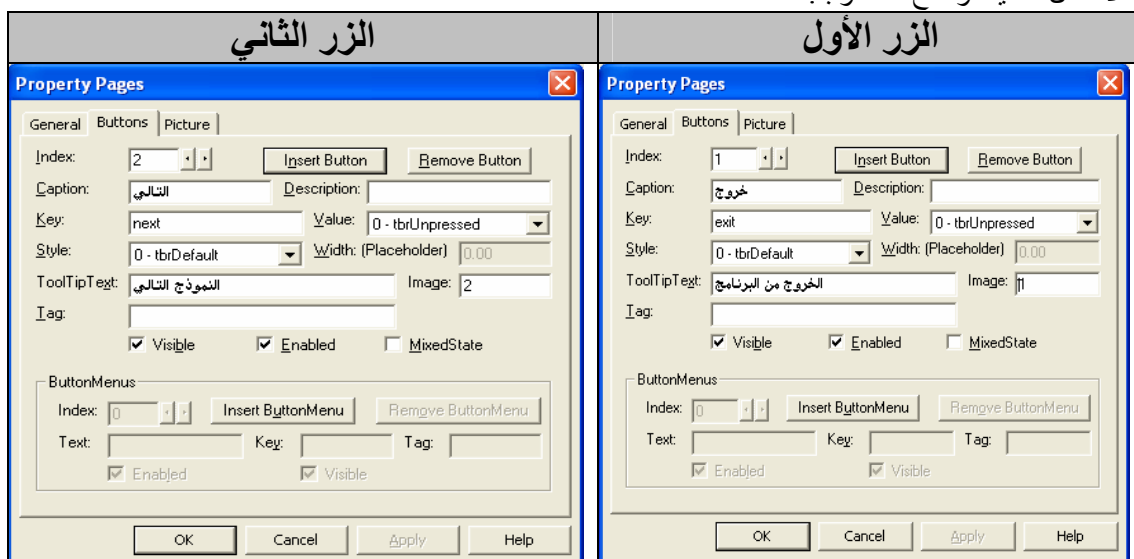 الزر الأول
الزر الثاني
Property Pages
General Buttons Picture
Index: 1 Insert Button Remove Button
Caption: خروج Description:
Key: exit Value: 0 - tbrUnpressed
Style: 0 - tbrDefault Width: (Placeholder) 0.00
ToolTipText: الخروج من البرنامج Image: 1
Tag:
Visible Enabled MixedState
ButtonMenus
Index: 0 Insert ButtonMenu Remove ButtonMenu
Text: Key: Tag:
Enabled Visible
OK Cancel Apply Help
Property Pages
General Buttons Picture
Index: 2 Insert Button Remove Button
Caption: التالي Description:
Key: next Value: 0 - tbrUnpressed
Style: 0 - tbrDefault Width: (Placeholder) 0.00
ToolTipText: النموذج التالي Image: 2
Tag:
Visible Enabled MixedState
ButtonMenus
Index: 0 Insert ButtonMenu Remove ButtonMenu
Text: Key: Tag:
Enabled Visible
OK Cancel Apply Help